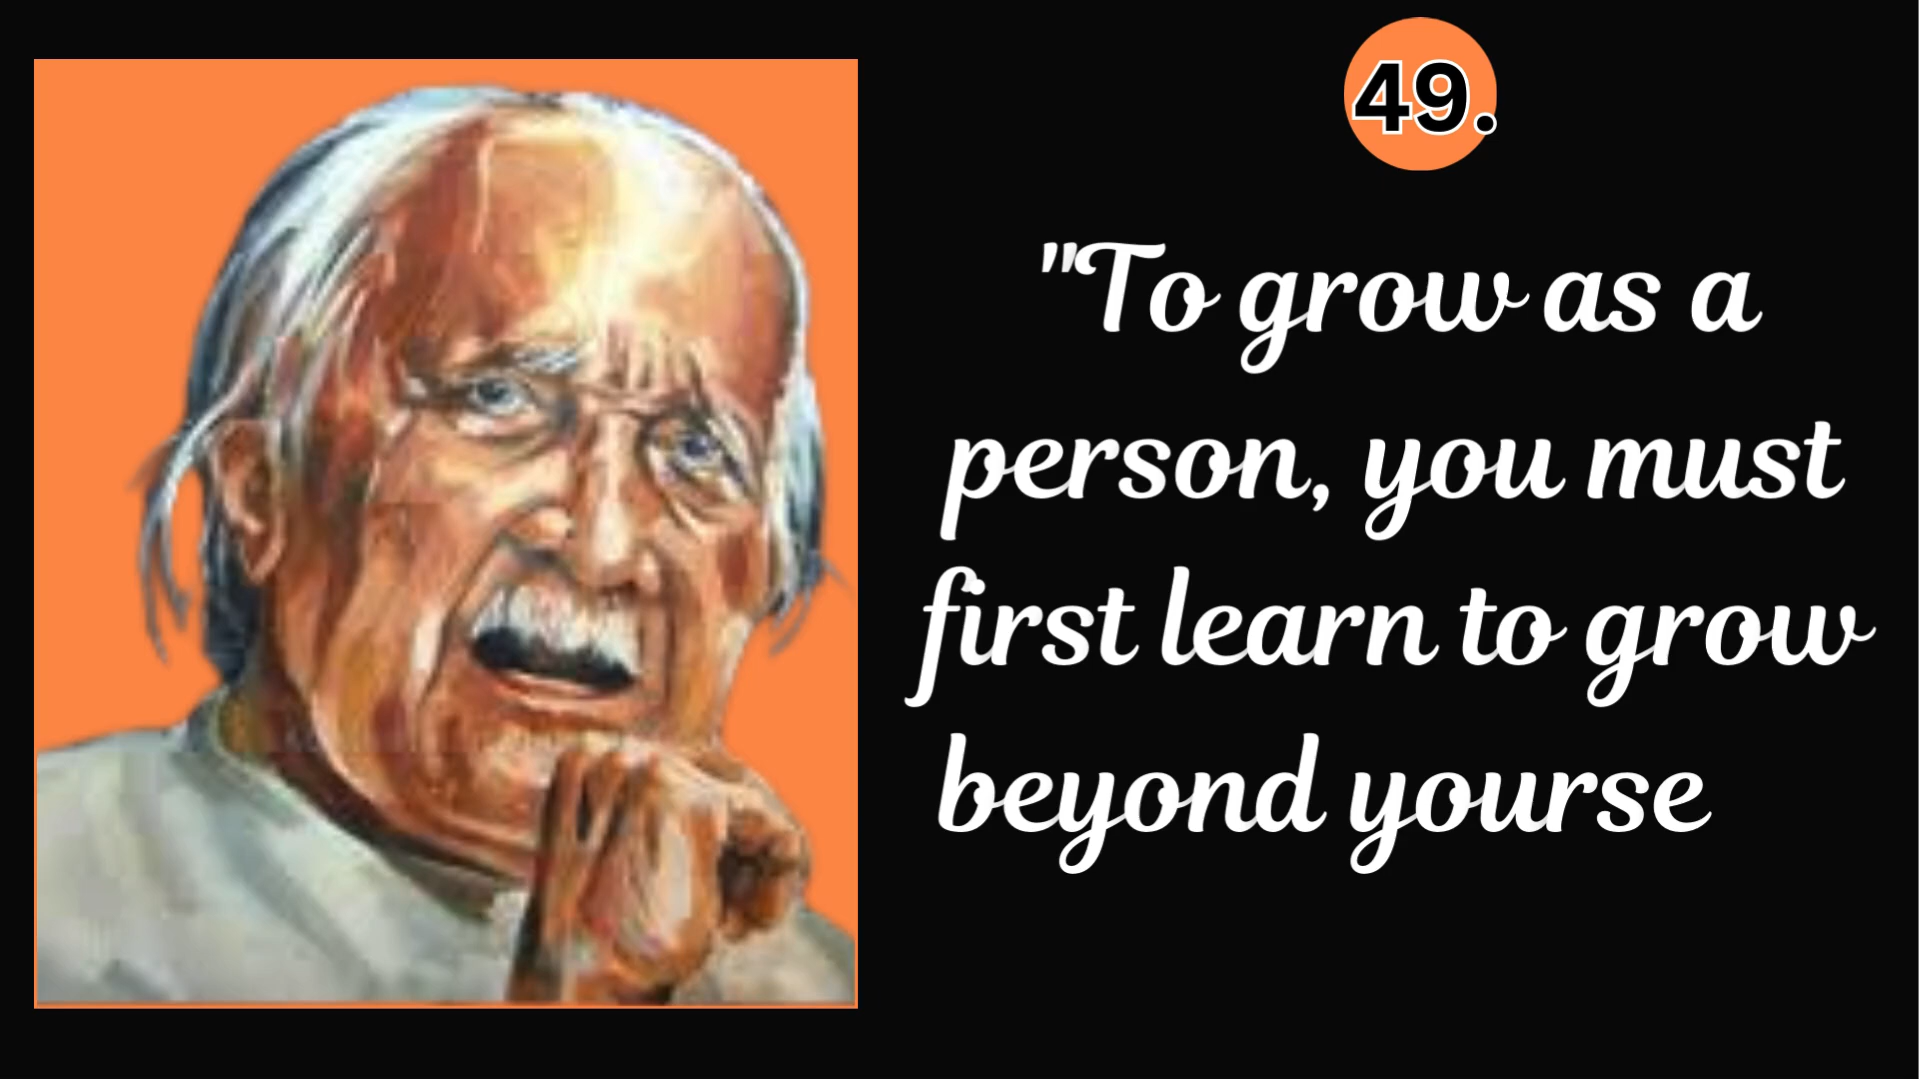 49.
"To grow as a
person, you must
first learn to grow
beyond yourse